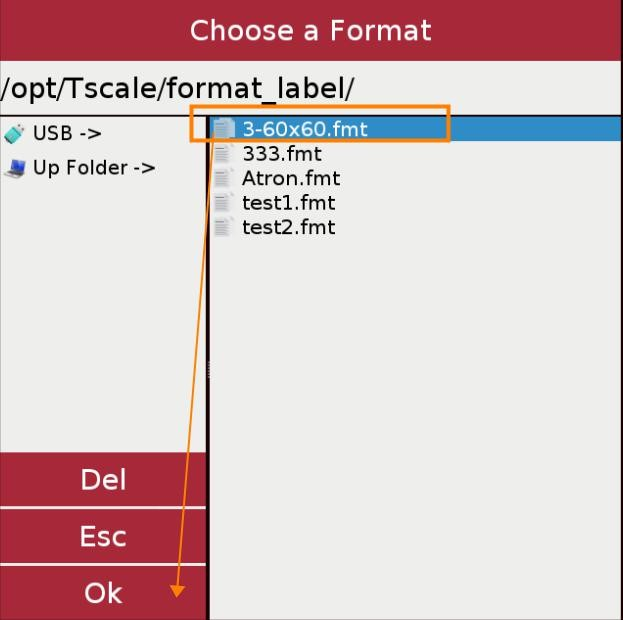 Choose a Format
/opt/Tscale/format_label/
USB ->
Up Folder ->
3-60x60.fmt
333.fmt
Atron.fmt
test1.fmt
test2.fmt
Del
Esc
Ok